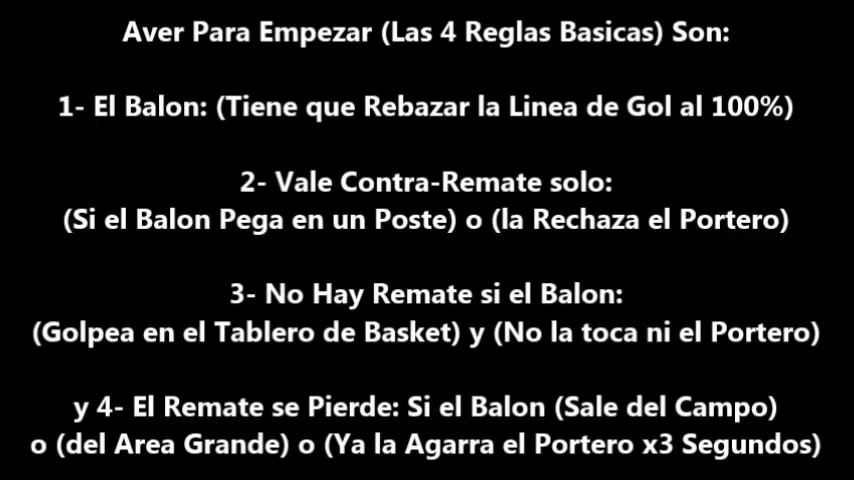 Aver Para Empezar (Las 4 Reglas Basicas) Son:
1- El Balon: (Tiene que Rebazar la Linea de Gol al 100%)
2- Vale Contra-Remate solo:
(Si el Balon Pega en un Poste) o (la Rechaza el Portero)
3- No Hay Remate si el Balon:
(Golpea en el Tablero de Basket) y (No la toca ni el Portero)
y 4- El Remate se Pierde: Si el Balon (Sale del Campo)
o (del Area Grande) o (Ya la Agarra el Portero x3 Segundos)